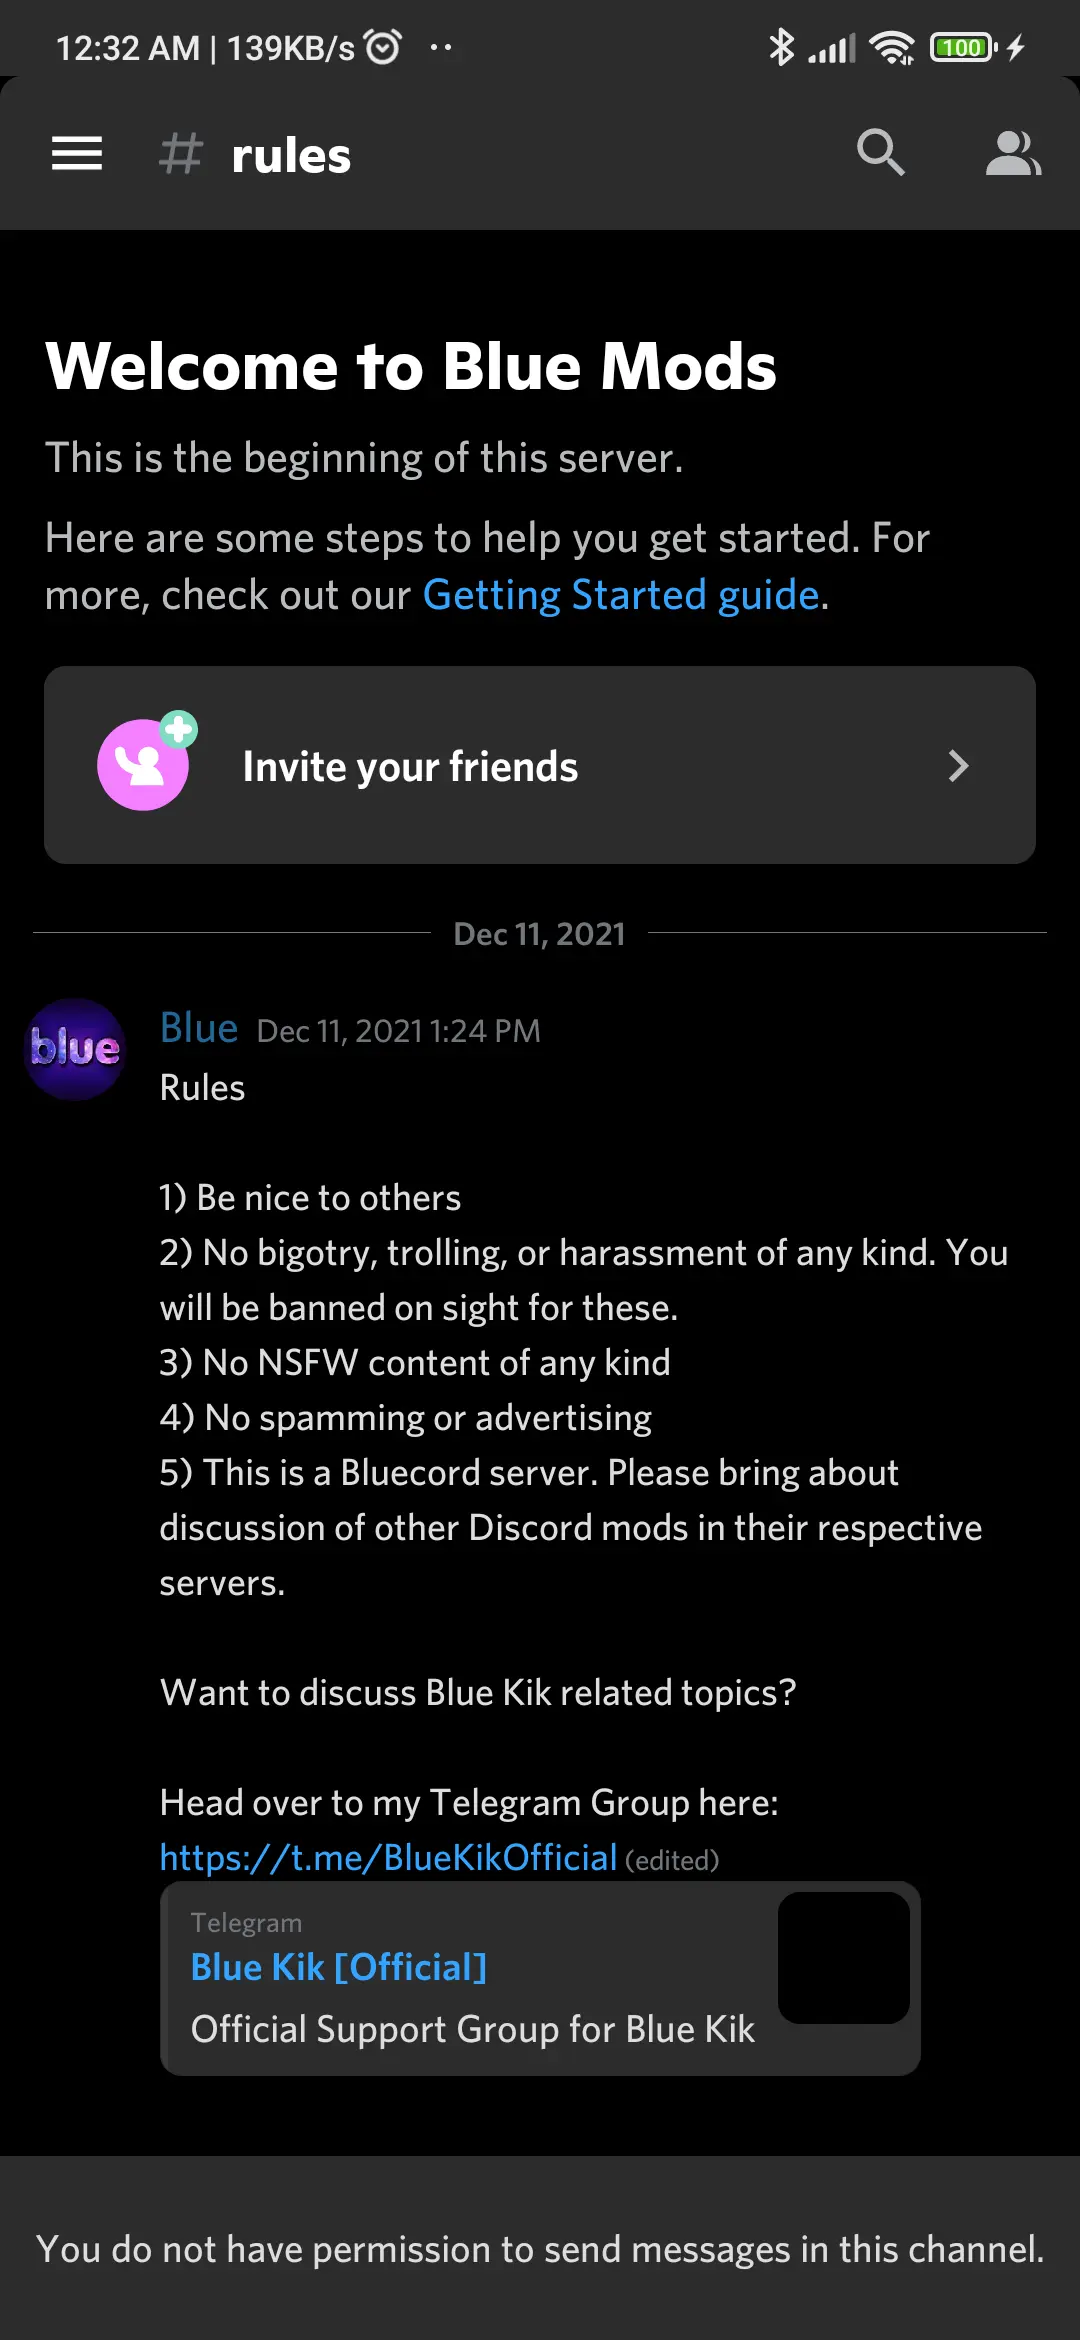 12:32 AM | 139KB/s
100
# rules
Welcome to Blue Mods
This is the beginning of this server.
Here are some steps to help you get started. For
more, check out our Getting Started guide.
Invite your friends
Dec 11, 2021
blue
Blue Dec 11, 2021 1:24 PM
Rules
1) Be nice to others
2) No bigotry, trolling, or harassment of any kind. You
will be banned on sight for these.
3) No NSFW content of any kind
4) No spamming or advertising
5) This is a Bluecord server. Please bring about
discussion of other Discord mods in their respective
servers.
Want to discuss Blue Kik related topics?
Head over to my Telegram Group here:
https://t.me/BlueKikOfficial (edited)
Telegram
Blue Kik [Official]
Official Support Group for Blue Kik
You do not have permission to send messages in this channel.